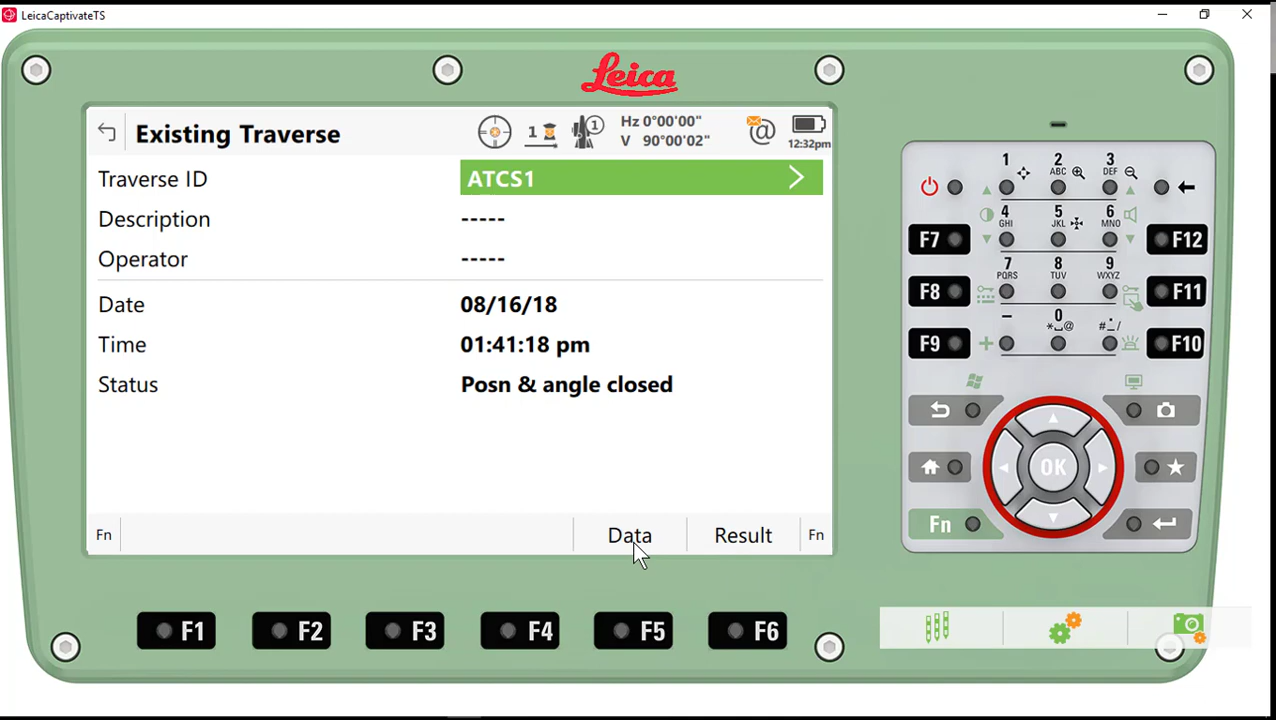 LeicaCaptivateTS
Leica
Existing Traverse
1
1
Hz 0°00'00"
V 90°00'02"
@
12:32pm
Traverse ID
ATCS1
Description
-----
Operator
-----
Date
08/16/18
Time
01:41:18 pm
Status
Posn & angle closed
Fn
Data
Result
Fn
F1
F2
F3
F4
F5
F6
1
2
ABC
3
DEF
F7
4
GHI
5
JKL
6
MNO
F12
F8
7
PQRS
8
TUV
9
WXYZ
F11
F9
–
+
0
*␣@
#./
F10
OK
Fn